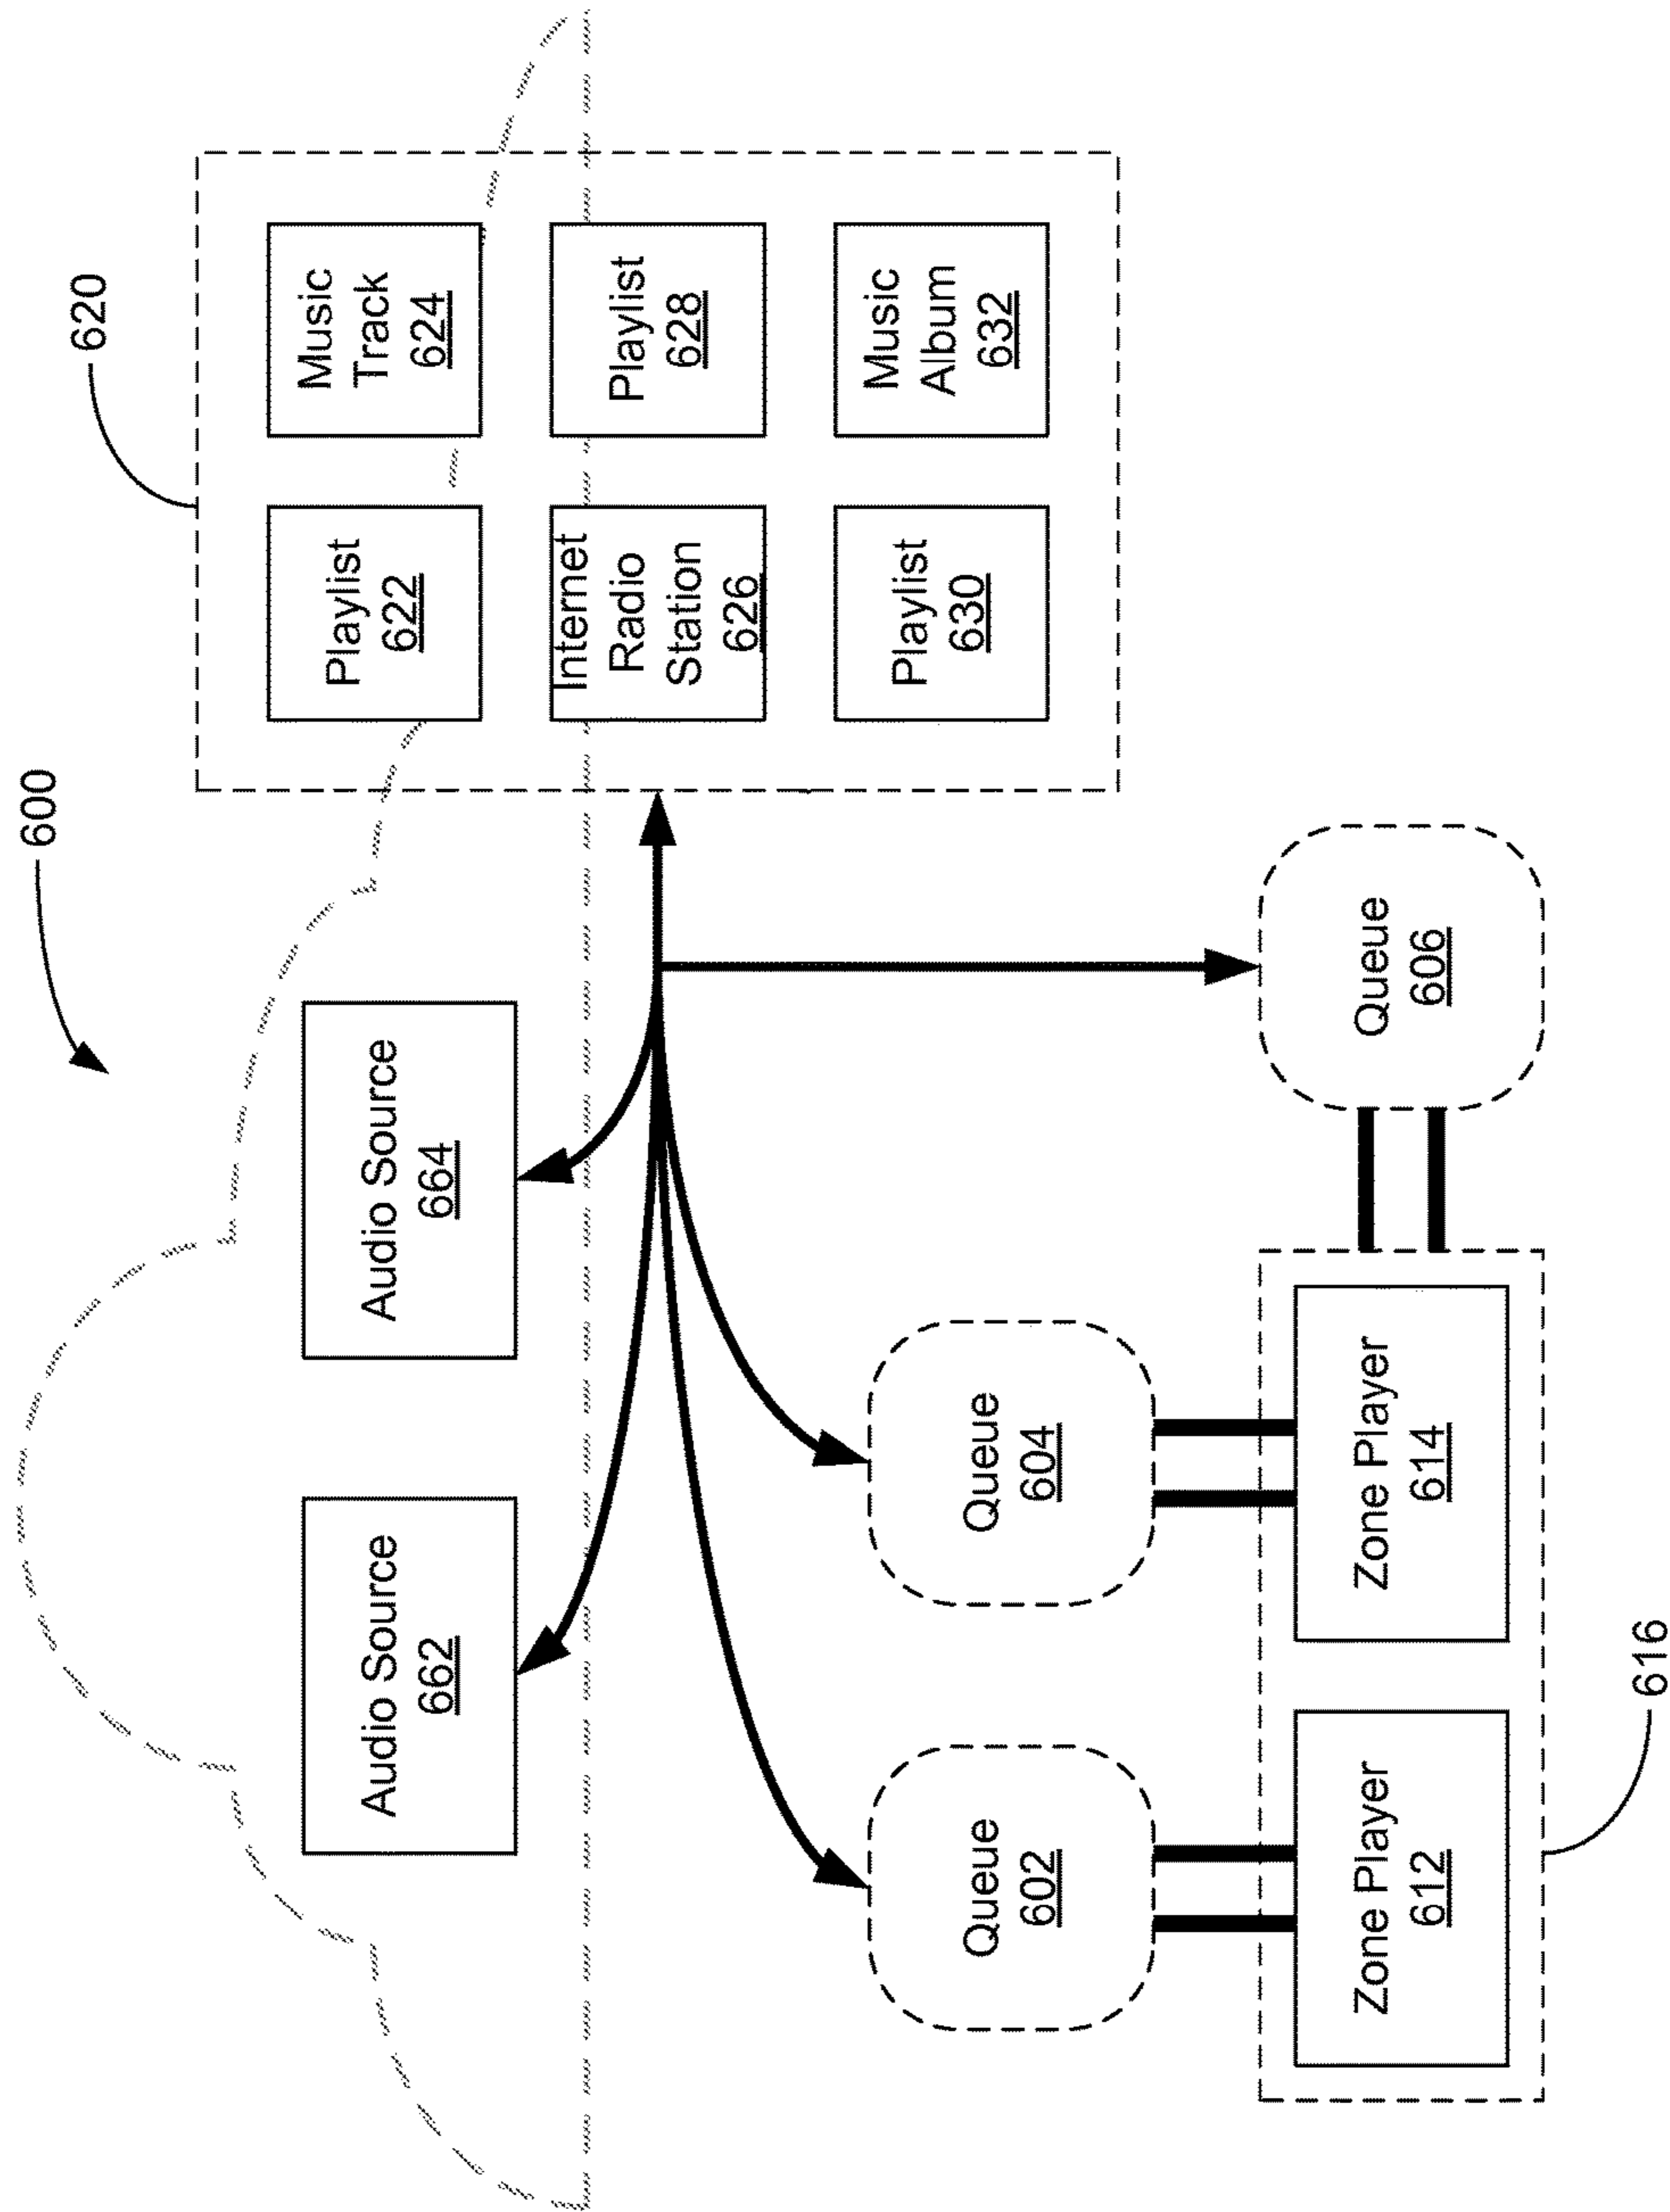 600
620
Audio Source
662
Audio Source
664
Playlist
622
Music
Track
624
Internet
Radio
Station
626
Playlist
628
Playlist
630
Music
Album
632
Queue
602
Queue
604
Queue
606
Zone Player
612
Zone Player
614
616